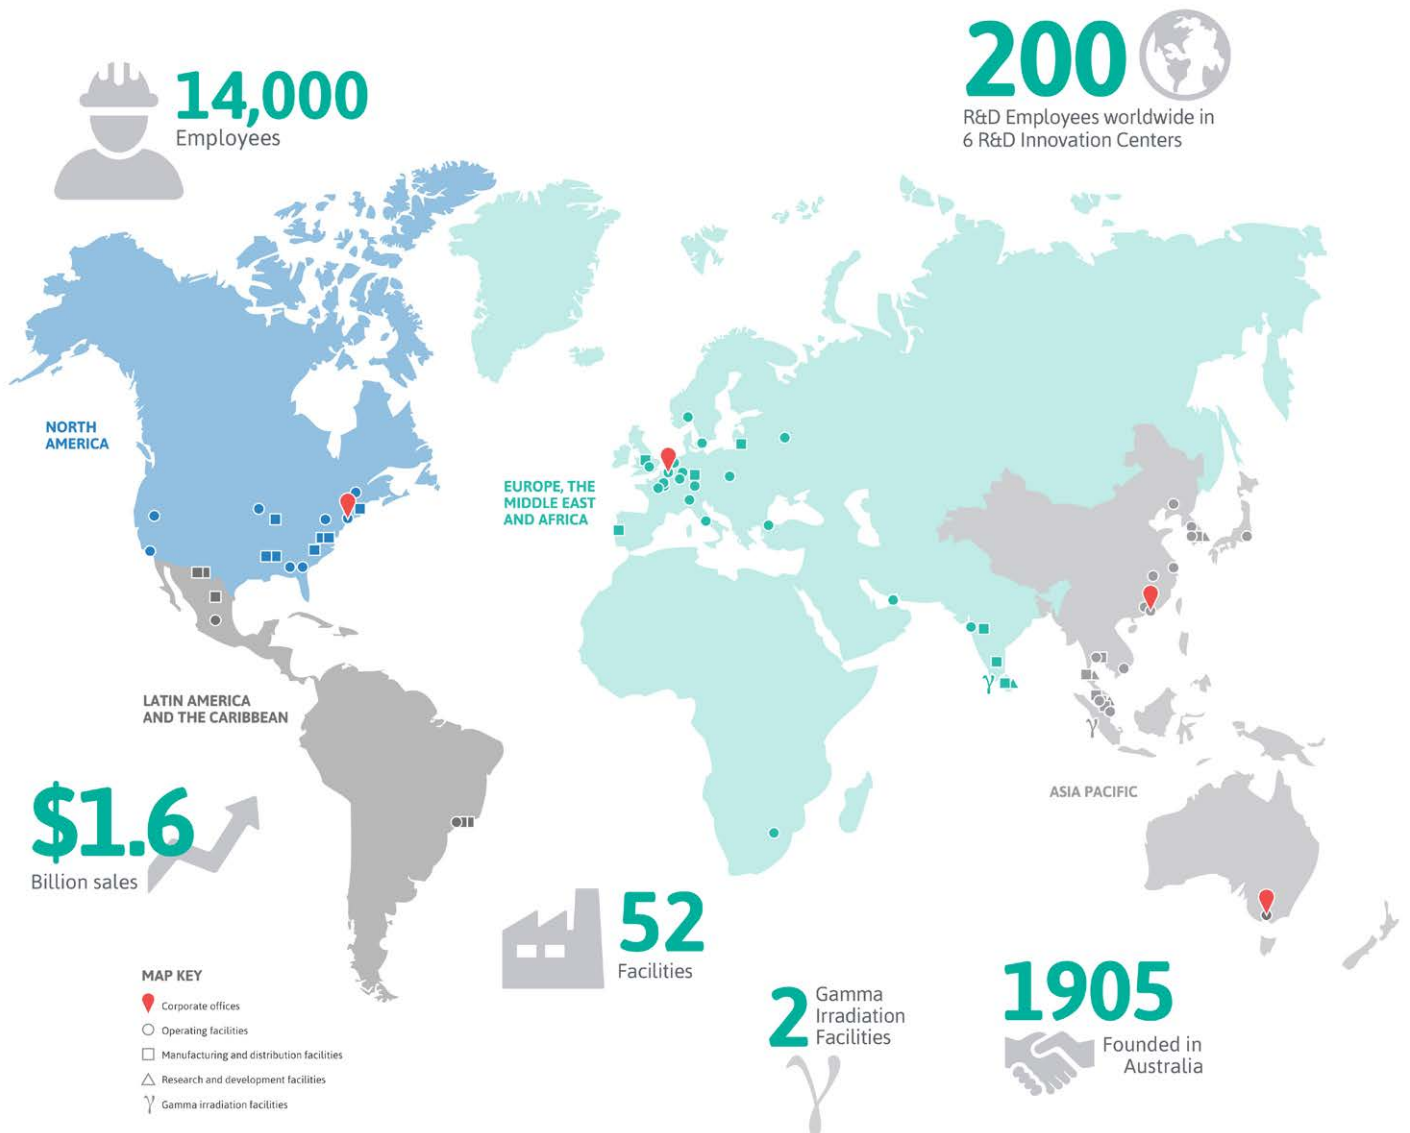 14,000
Employees
200
R&D Employees worldwide in
6 R&D Innovation Centers
NORTH
AMERICA
EUROPE, THE
MIDDLE EAST
AND AFRICA
LATIN AMERICA
AND THE CARIBBEAN
γ
γ
ASIA PACIFIC
$1.6
Billion sales
52
Facilities
MAP KEY
Corporate offices
Operating facilities
Manufacturing and distribution facilities
Research and development facilities
γ Gamma irradiation facilities
2
Gamma
Irradiation
Facilities
γ
1905
Founded in
Australia